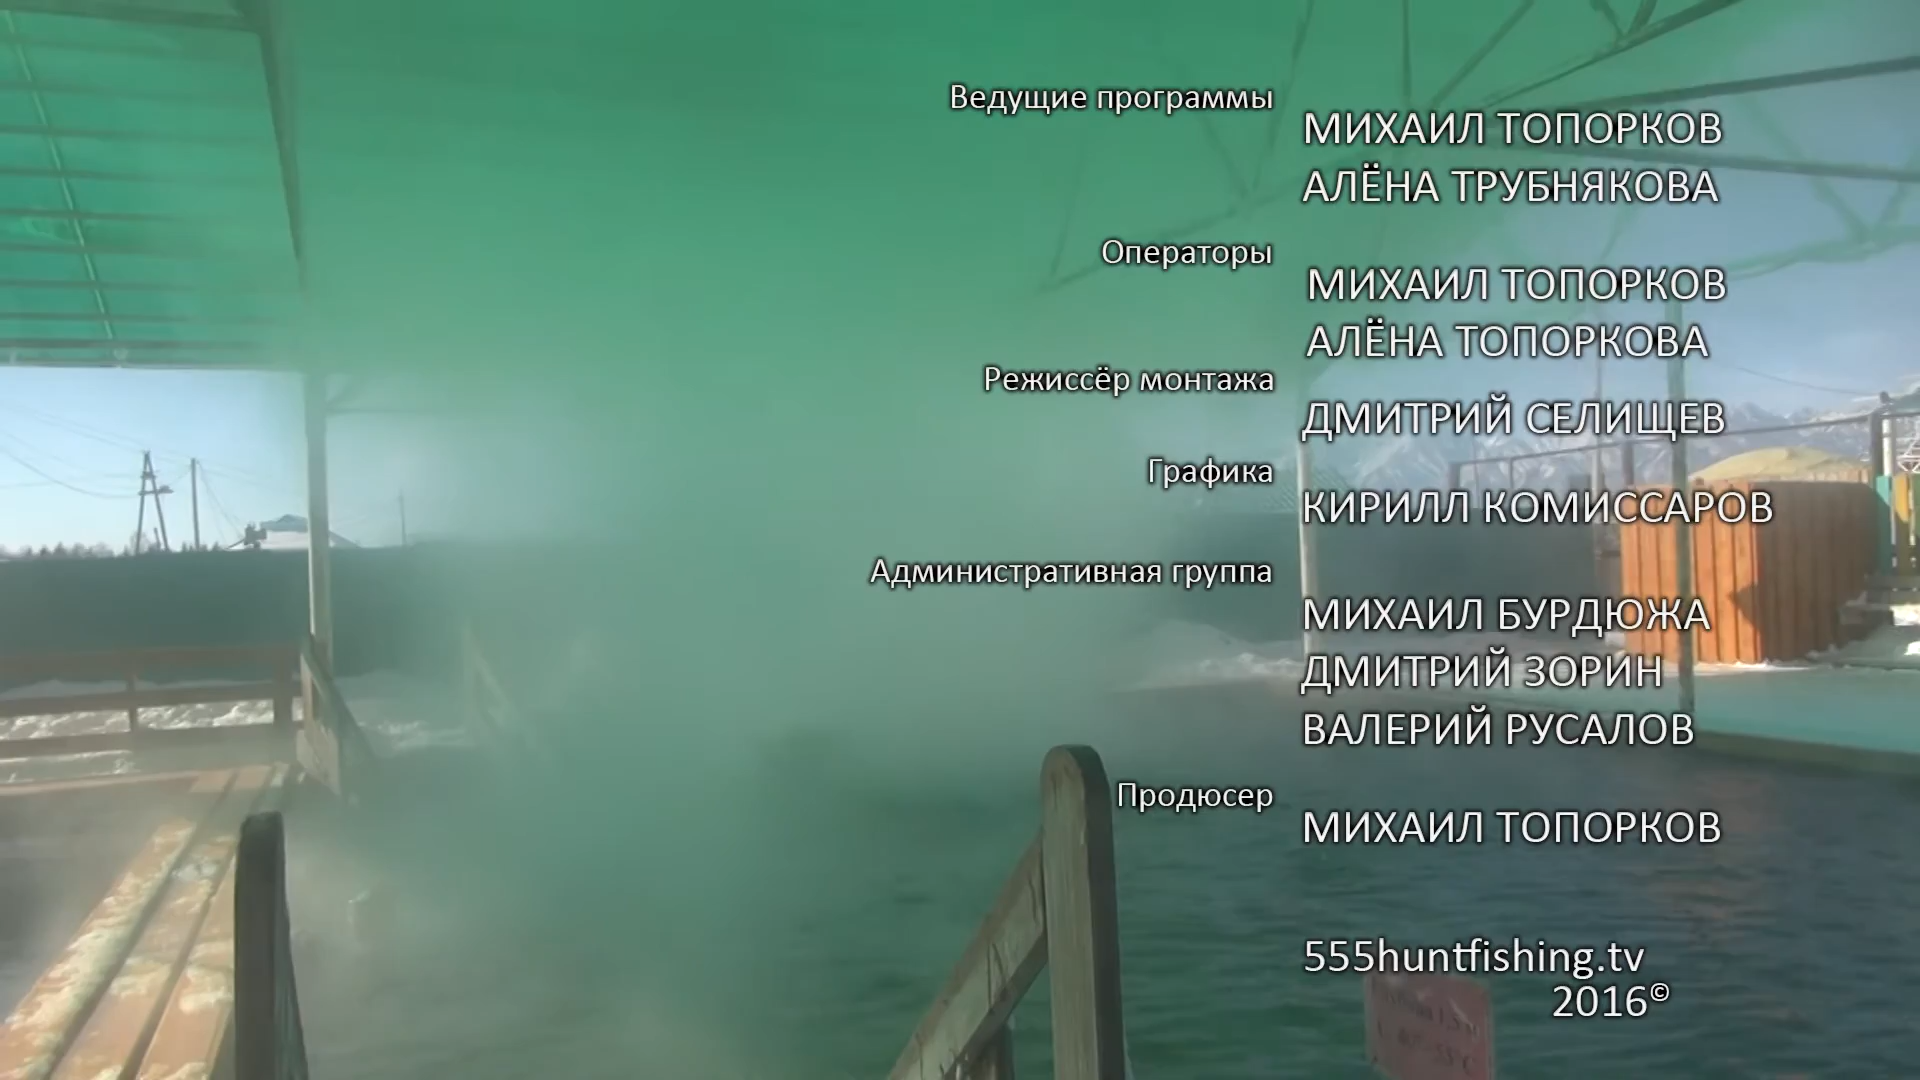 Ведущие программы
МИХАИЛ ТОПОРКОВ
АЛЁНА ТРУБНЯКОВА
Операторы
МИХАИЛ ТОПОРКОВ
АЛЁНА ТОПОРКОВА
Режиссёр монтажа
ДМИТРИЙ СЕЛИЩЕВ
Графика
КИРИЛЛ КОМИССАРОВ
Административная группа
МИХАИЛ БУРДЮЖА
ДМИТРИЙ ЗОРИН
ВАЛЕРИЙ РУСАЛОВ
Продюсер
МИХАИЛ ТОПОРКОВ
555huntfishing.tv
2016©